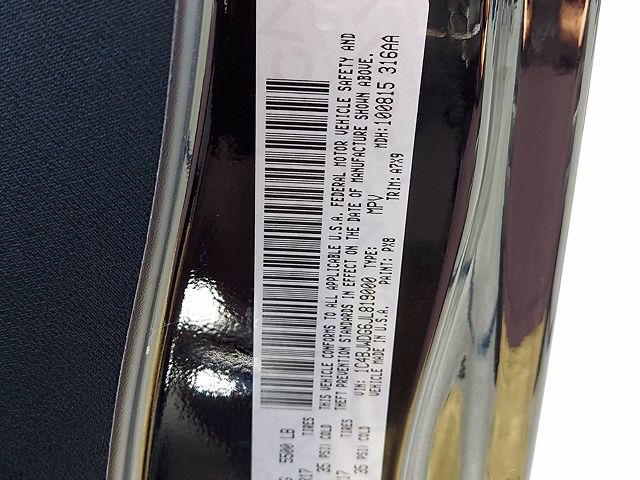 5500 LB TIRES 35 PSI/ COLD
THIS VEHICLE CONFORMS TO ALL APPLICABLE U.S.A. FEDERAL MOTOR VEHICLE SAFETY AND
THEFT PREVENTION STANDARDS IN EFFECT ON THE DATE OF MANUFACTURE SHOWN ABOVE.
TIRES 35 PSI/ COLD
VIN: 1C4BJWDG6JL819000 TYPE: MPV MDH:100815 316AA
VEHICLE MADE IN U.S.A. PAINT: PX8 TRIM: A7X9